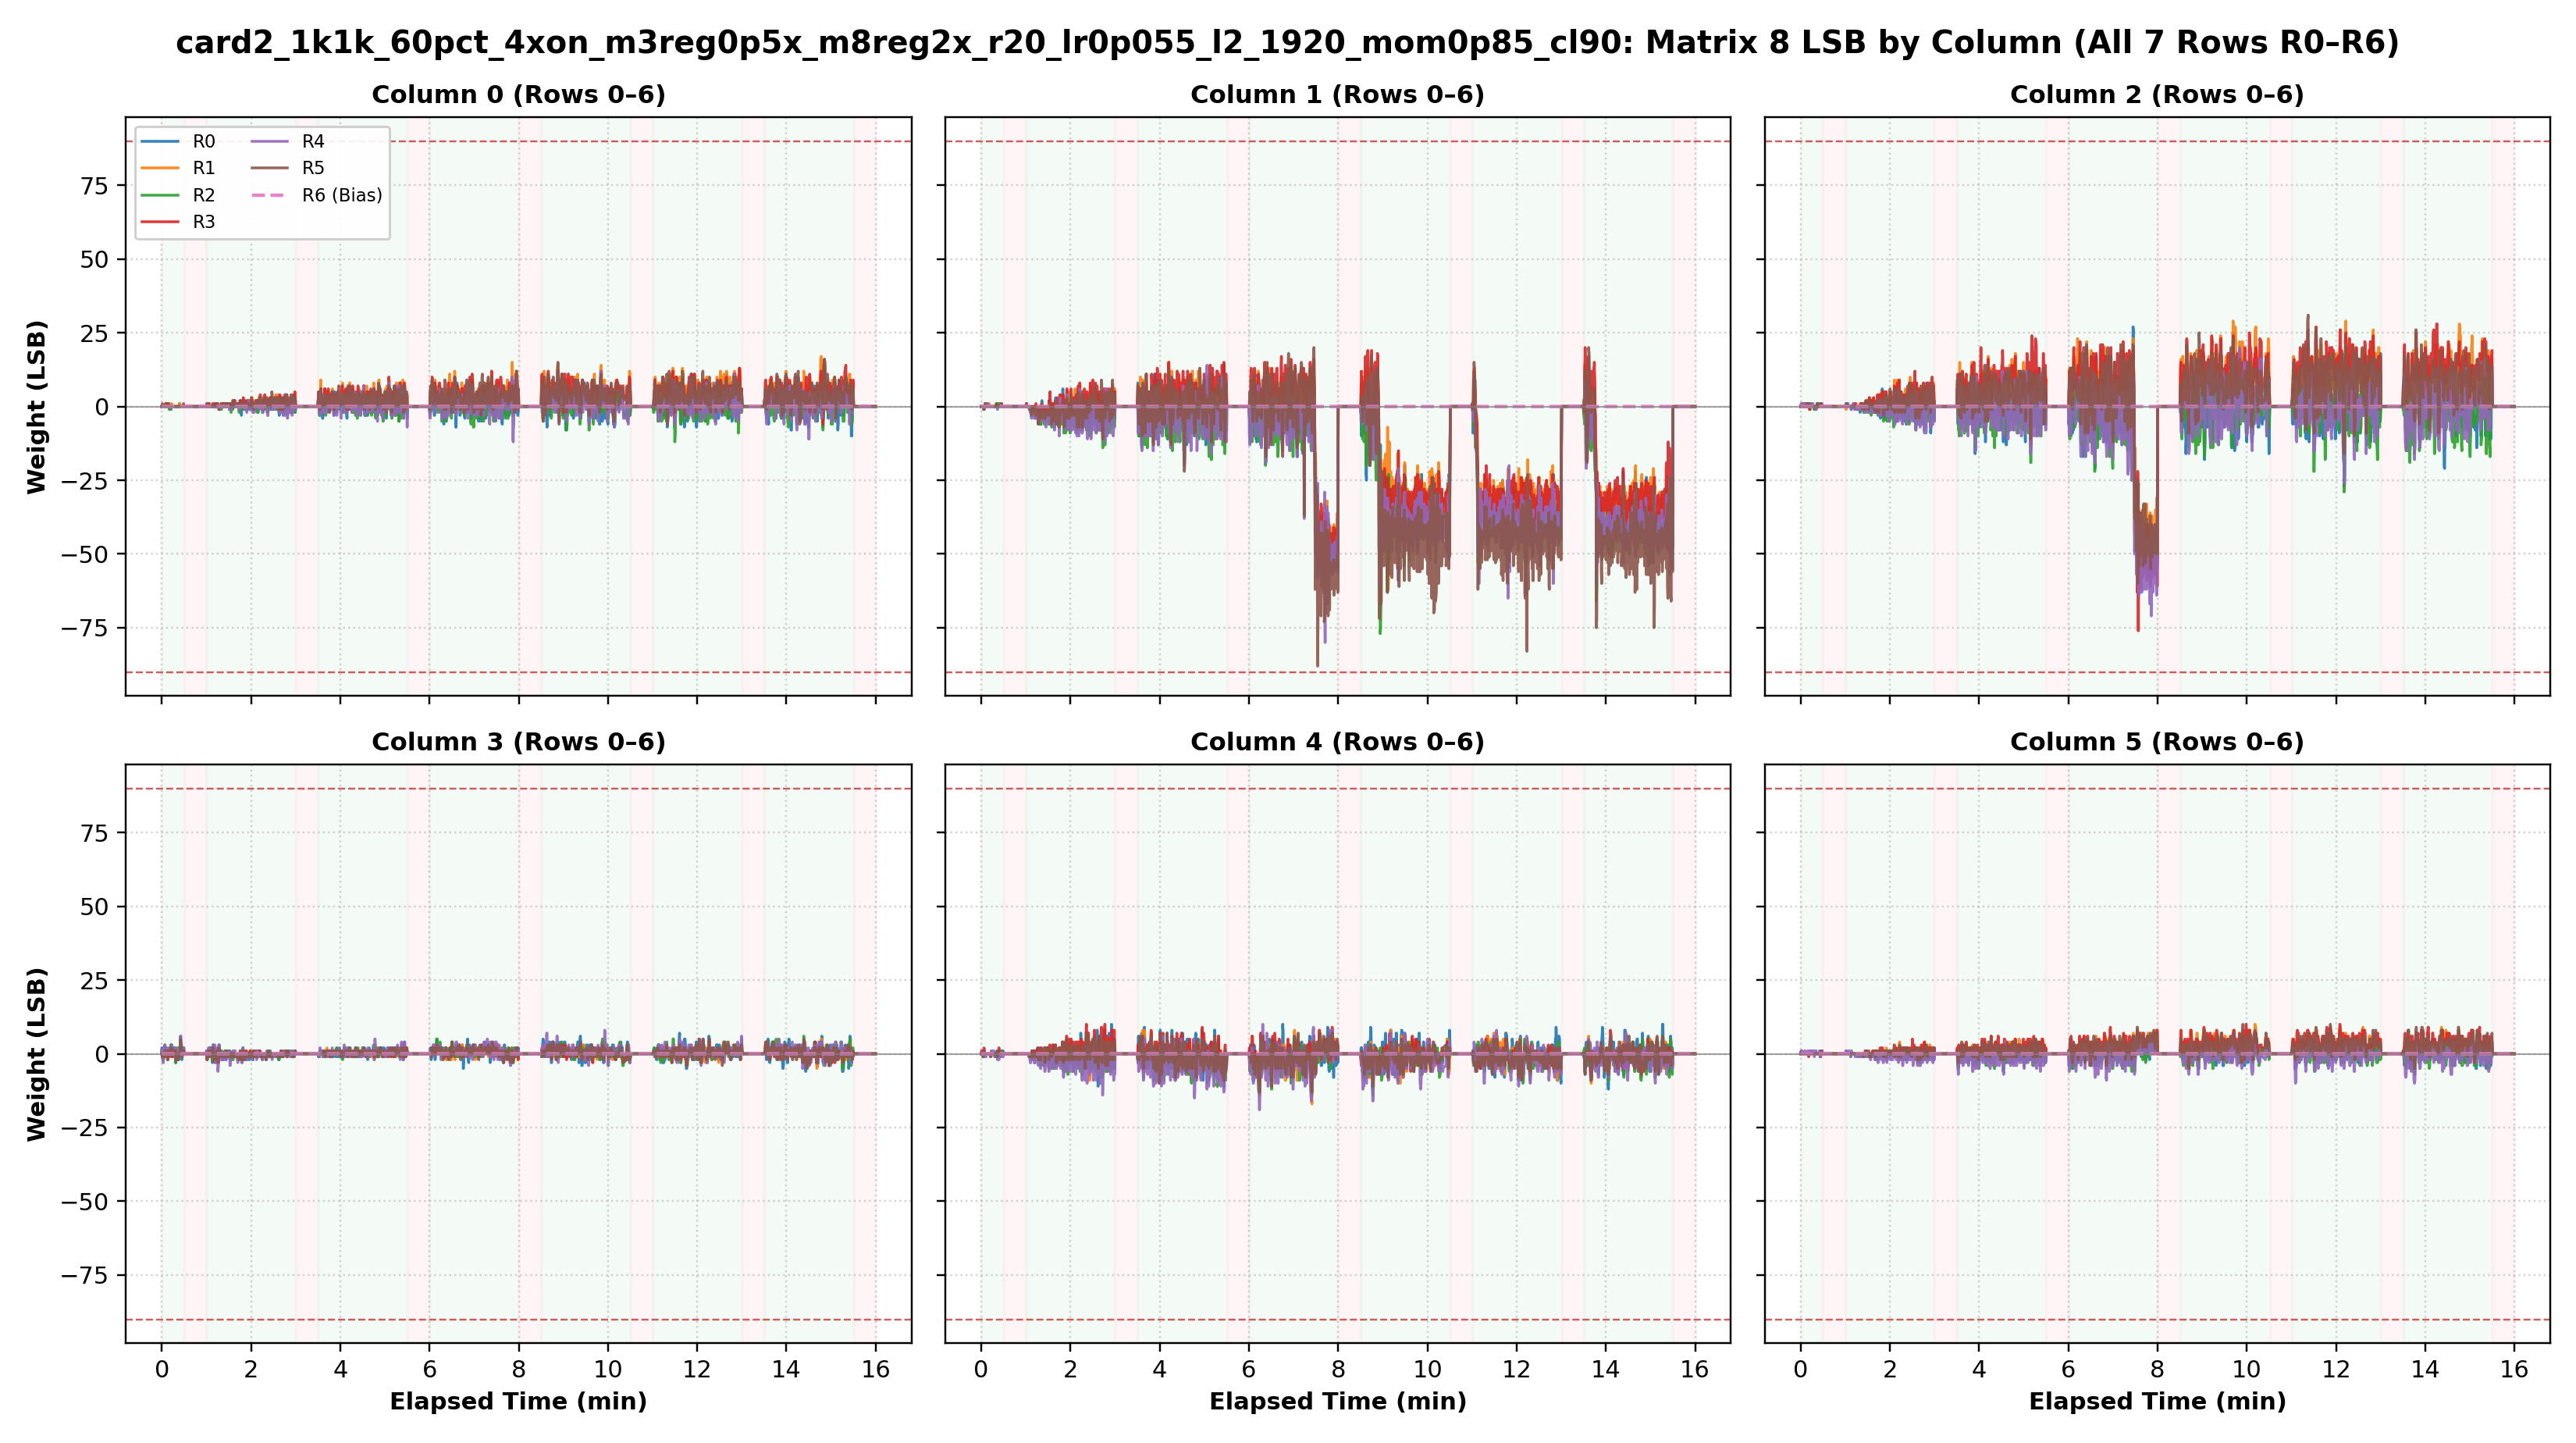 card2_1k1k_60pct_4xon_m3reg0p5x_m8reg2x_r20_lr0p055_l2_1920_mom0p85_cl90: Matrix 8 LSB by Column (All 7 Rows R0–R6)
Column 0 (Rows 0–6)
Column 1 (Rows 0–6)
Column 2 (Rows 0–6)
R0
R1
R2
R3
R4
R5
R6 (Bias)
75
50
25
0
−25
−50
−75
Weight (LSB)
Column 3 (Rows 0–6)
Column 4 (Rows 0–6)
Column 5 (Rows 0–6)
75
50
25
0
−25
−50
−75
Weight (LSB)
0 2 4 6 8 10 12 14 16
0 2 4 6 8 10 12 14 16
0 2 4 6 8 10 12 14 16
Elapsed Time (min)
Elapsed Time (min)
Elapsed Time (min)